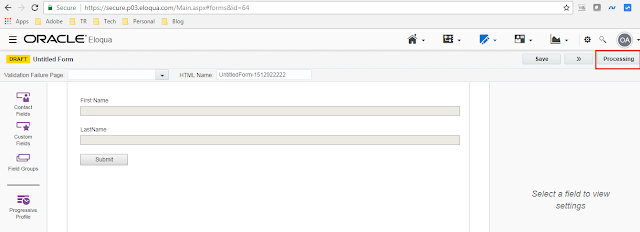 Secure https://secure.p03.eloqua.com/Main.aspx#forms&id=64
Apps Adobe TR Tech Personal Blog
ORACLE Eloqua OA
DRAFT Untitled Form Save » Processing
Validation Failure Page: HTML Name: UntitledForm-1512922222
Contact Fields
Custom Fields
Field Groups
Progressive Profile
First Name
LastName
Submit
Select a field to view
settings